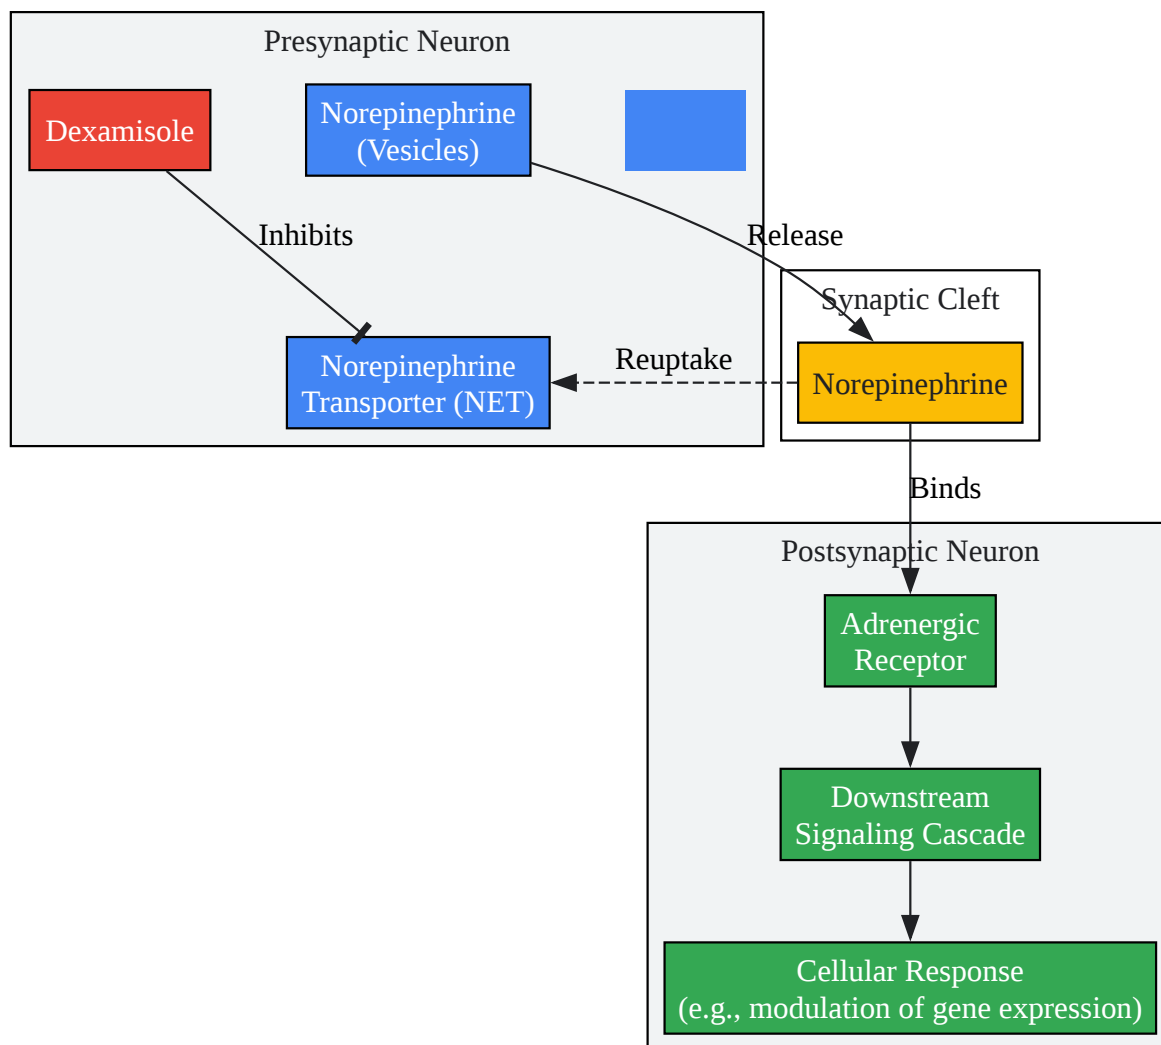 Presynaptic Neuron
Dexamisole
Norepinephrine
(Vesicles)
Inhibits
Release
Synaptic Cleft
Norepinephrine
Transporter (NET)
Reuptake
Norepinephrine
Binds
Postsynaptic Neuron
Adrenergic
Receptor
Downstream
Signaling Cascade
Cellular Response
(e.g., modulation of gene expression)